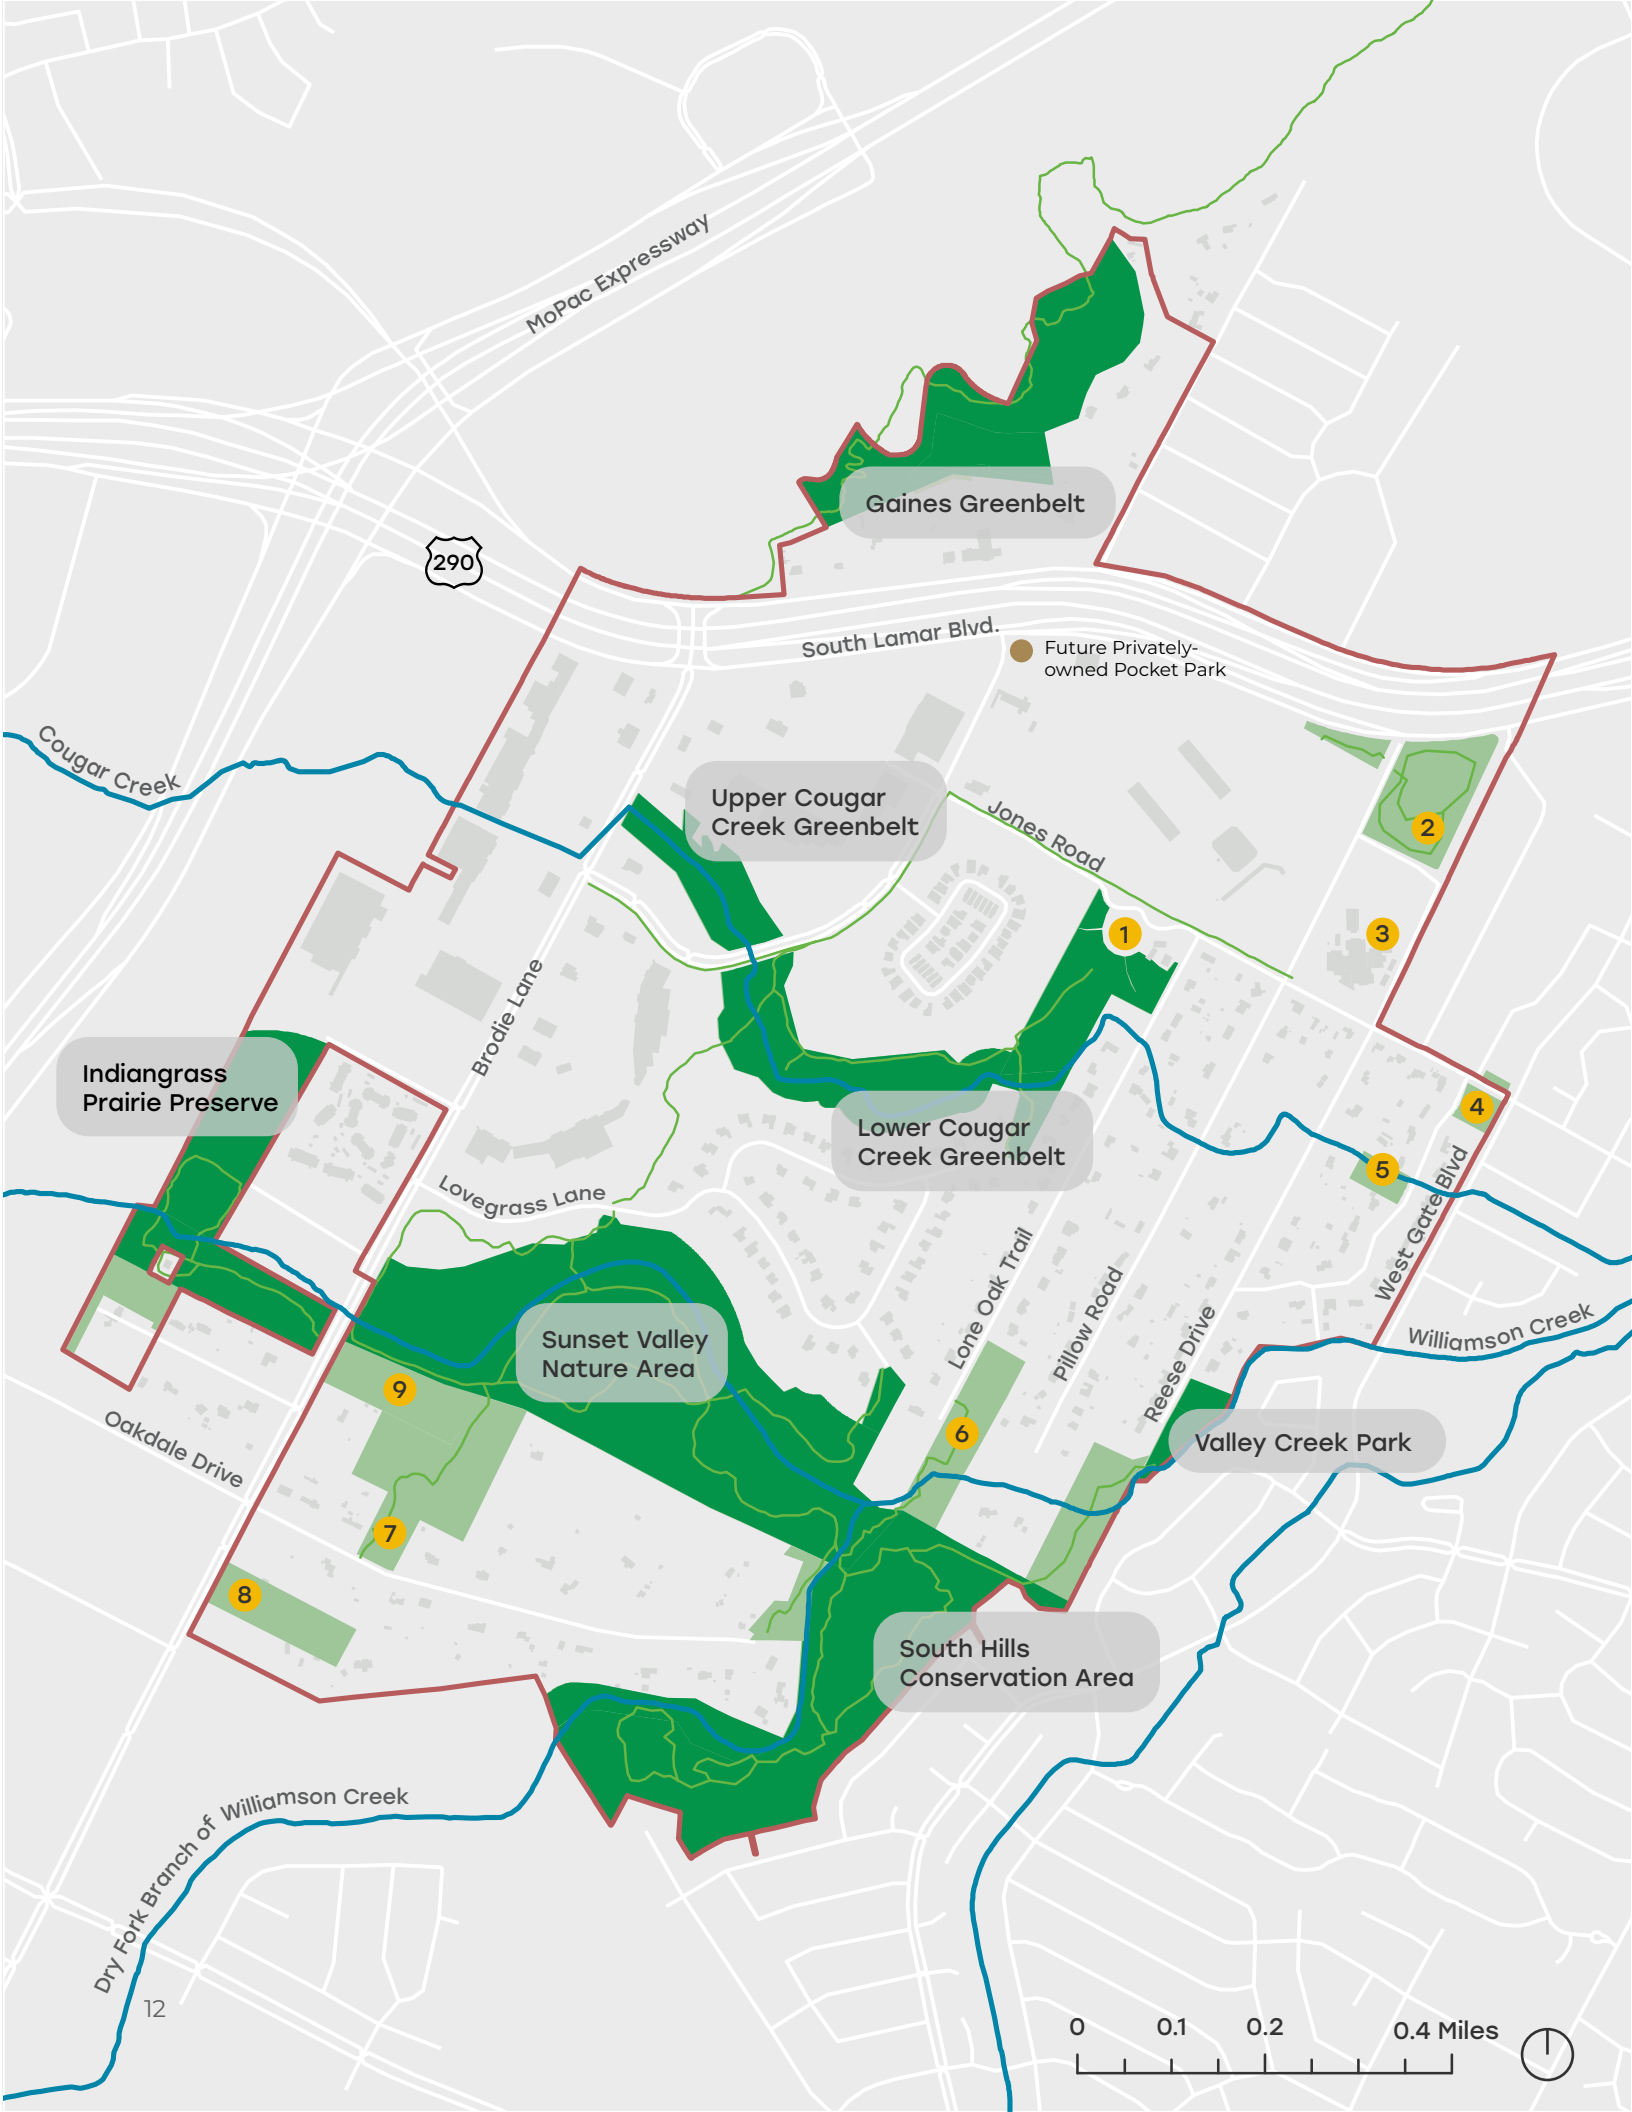 MoPac Expressway
Gaines Greenbelt
290
South Lamar Blvd.
Future Privately-
owned Pocket Park
Cougar Creek
Upper Cougar
Creek Greenbelt
Jones Road
2
1
3
Brodie Lane
Indiangrass
Prairie Preserve
4
Lower Cougar
Creek Greenbelt
5
Lovegrass Lane
West Gate Blvd
Lone Oak Trail
Pillow Road
Reese Drive
Williamson Creek
Sunset Valley
Nature Area
9
6
Valley Creek Park
Oakdale Drive
7
8
South Hills
Conservation Area
Dry Fork Branch of Williamson Creek
12
0 0.1 0.2 0.4 Miles